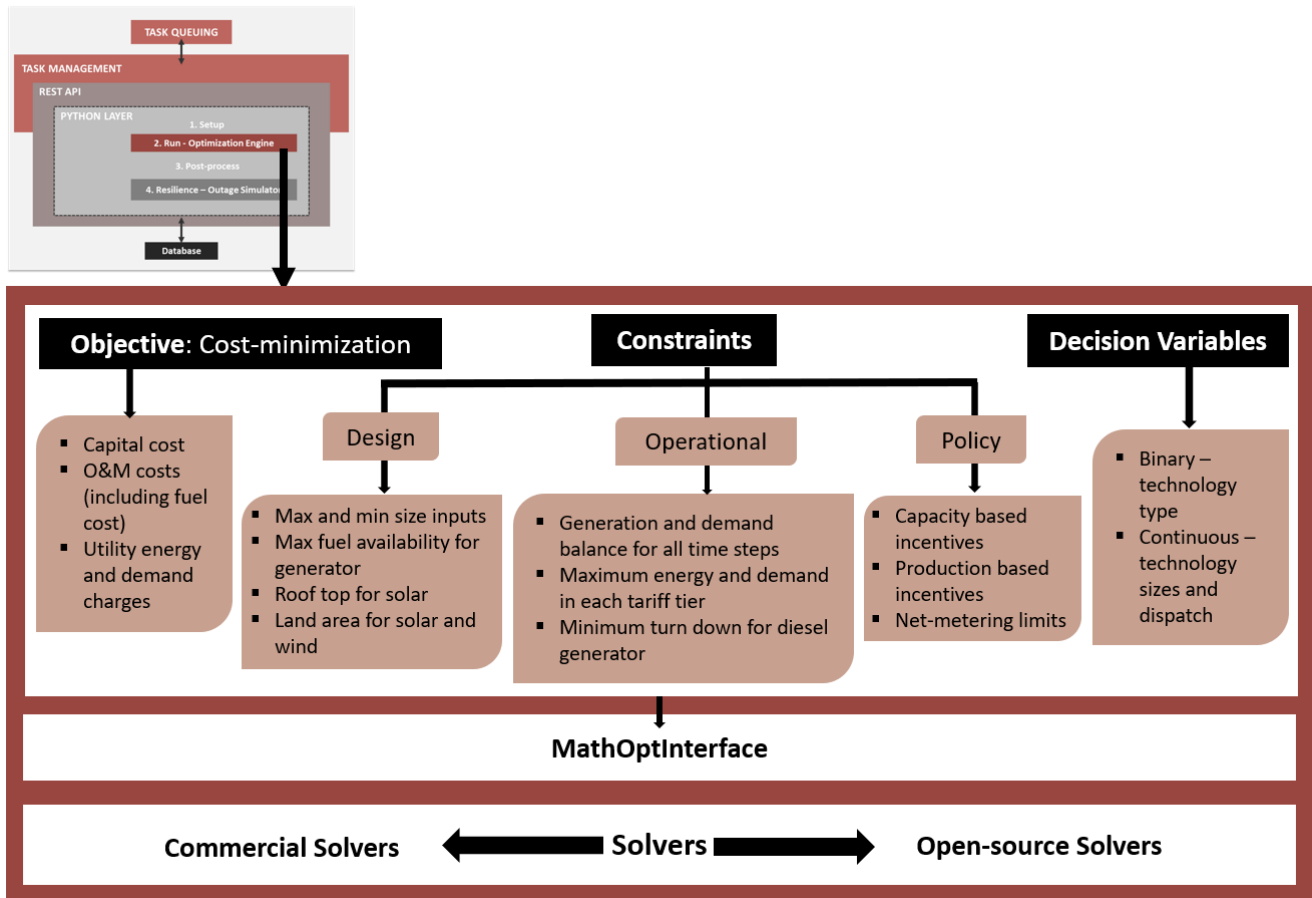 TASK QUEUING
TASK MANAGEMENT
REST API
PYTHON LAYER
1. Setup
2. Run - Optimization Engine
3. Post-process
4. Resilience – Outage Simulator
Database
Objective: Cost-minimization
▪ Capital cost
▪ O&M costs
(including fuel
cost)
▪ Utility energy
and demand
charges
Constraints
Design
▪ Max and min size inputs
▪ Max fuel availability for
generator
▪ Roof top for solar
▪ Land area for solar and
wind
Operational
▪ Generation and demand
balance for all time steps
▪ Maximum energy and demand
in each tariff tier
▪ Minimum turn down for diesel
generator
Policy
▪ Capacity based
incentives
▪ Production based
incentives
▪ Net-metering limits
Decision Variables
▪ Binary –
technology
type
▪ Continuous –
technology
sizes and
dispatch
MathOptInterface
Commercial Solvers
Solvers
Open-source Solvers